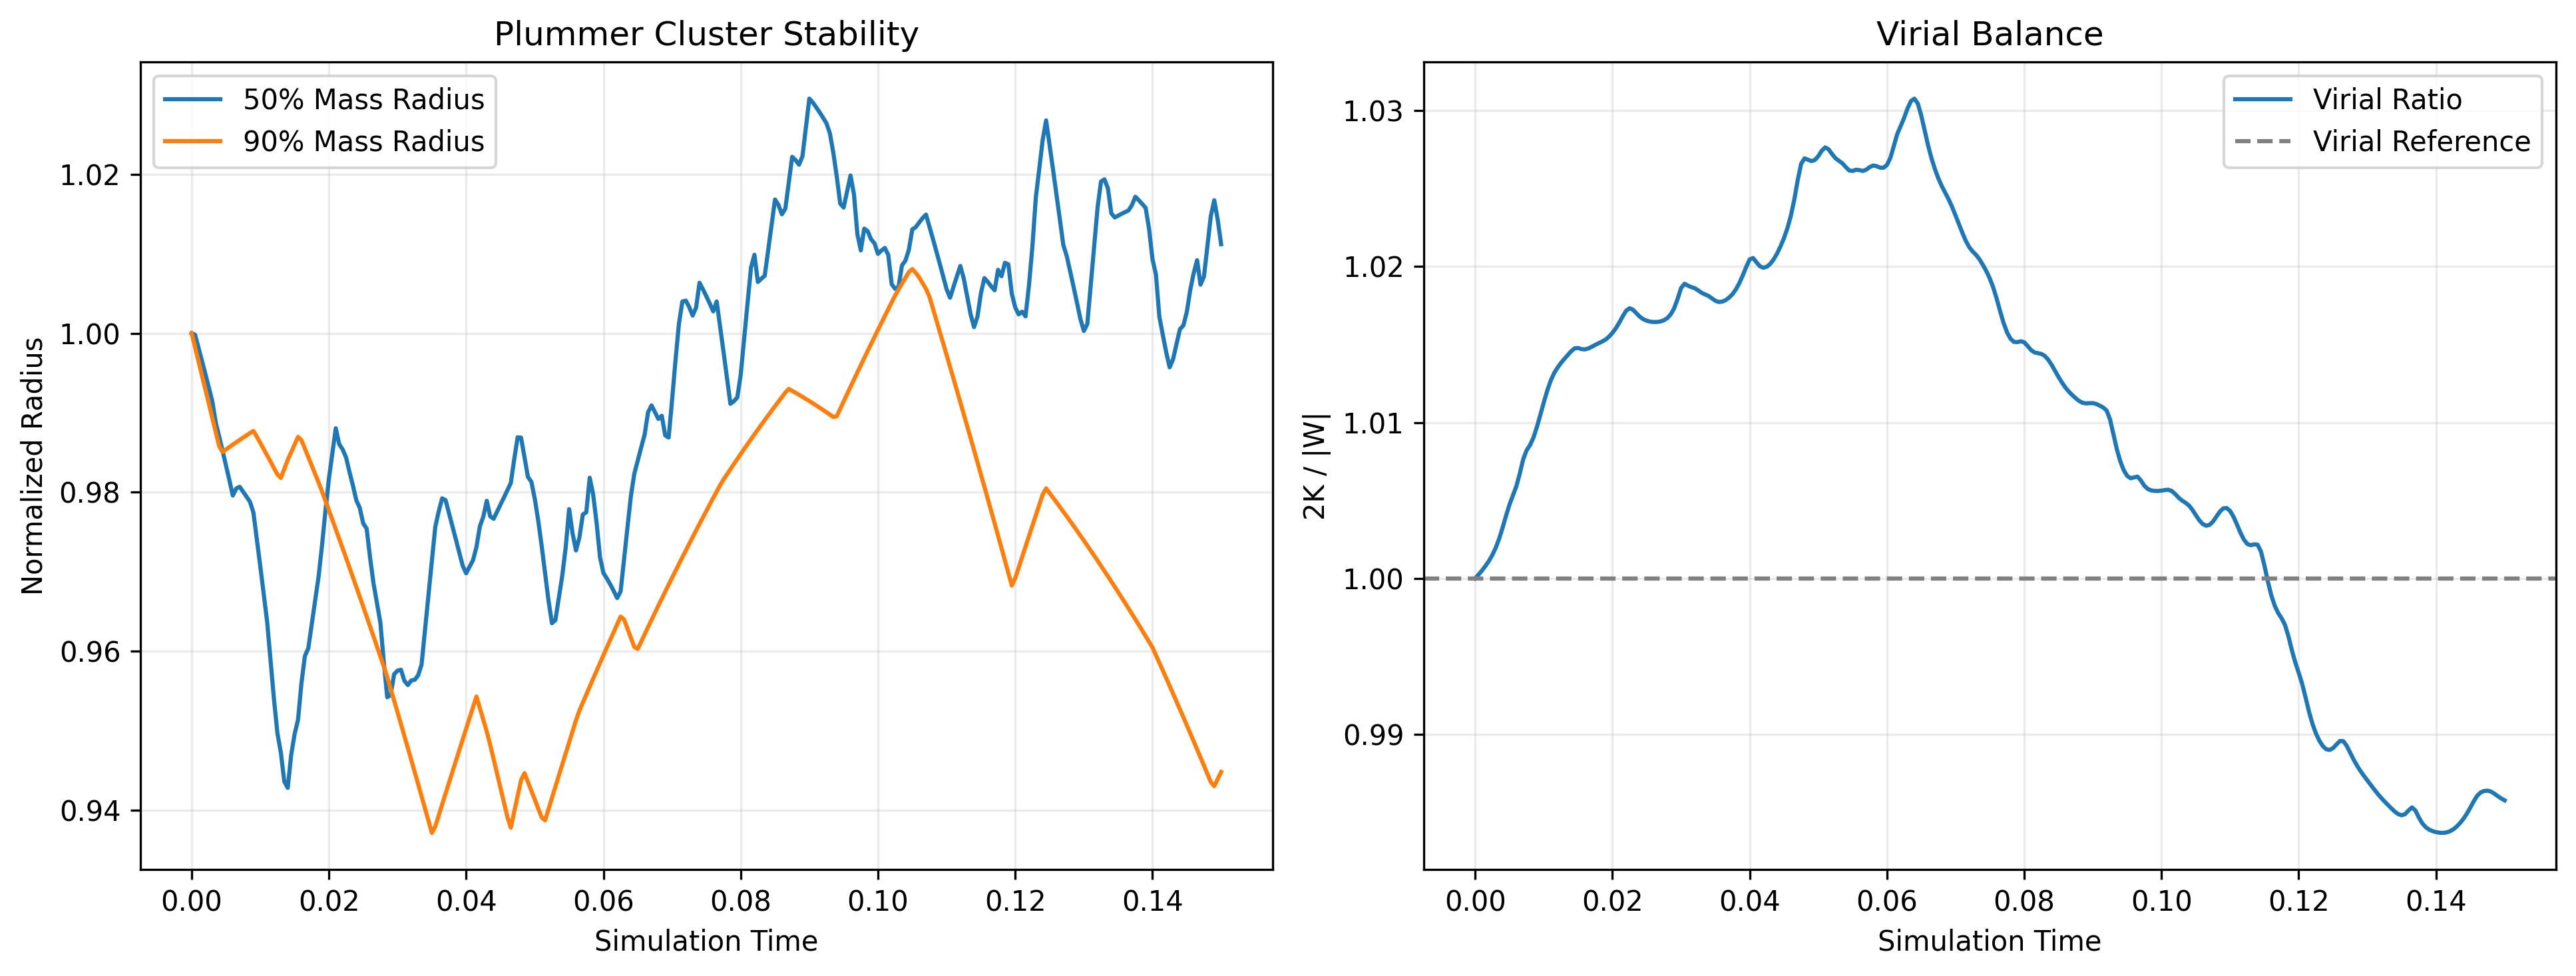 Plummer Cluster Stability
50% Mass Radius
90% Mass Radius
Normalized Radius
1.02
1.00
0.98
0.96
0.94
0.00 0.02 0.04 0.06 0.08 0.10 0.12 0.14
Simulation Time
Virial Balance
Virial Ratio
Virial Reference
2K / |W|
1.03
1.02
1.01
1.00
0.99
0.00 0.02 0.04 0.06 0.08 0.10 0.12 0.14
Simulation Time